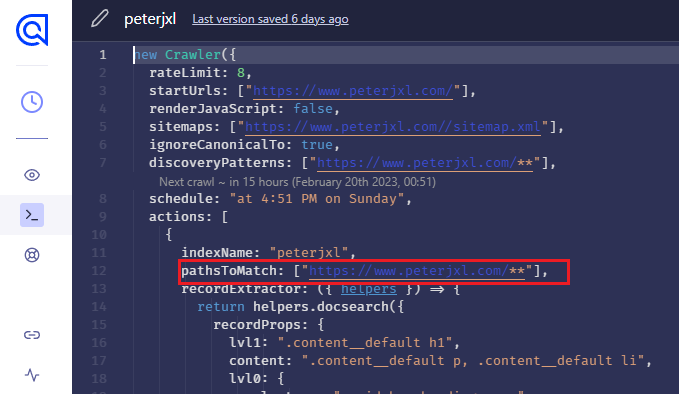 peterjxl Last version saved 6 days ago
1 new Crawler({
2 rateLimit: 8,
3 startUrls: ["https://www.peterjxl.com/"],
4 renderJavaScript: false,
5 sitemaps: ["https://www.peterjxl.com//sitemap.xml"],
6 ignoreCanonicalTo: true,
7 discoveryPatterns: ["https://www.peterjxl.com/**"],
Next crawl ~ in 15 hours (February 20th 2023, 00:51)
8 schedule: "at 4:51 PM on Sunday",
9 actions: [
10 {
11 indexName: "peterjxl",
12 pathsToMatch: ["https://www.peterjxl.com/**"],
13 recordExtractor: ({ helpers }) => {
14 return helpers.docsearch({
15 recordProps: {
16 lvl1: ".content__default h1",
17 content: ".content__default p, .content__default li",
18 lvl0: {